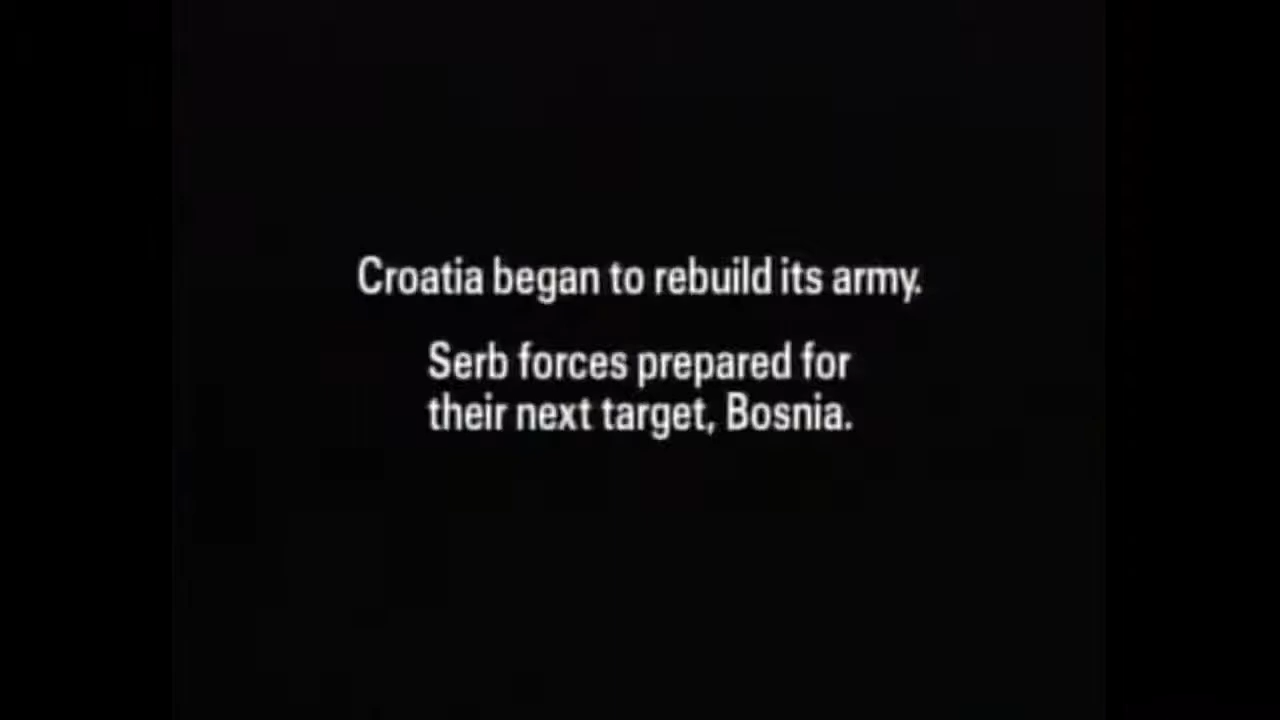 Croatia began to rebuild its army.
Serb forces prepared for
their next target, Bosnia.